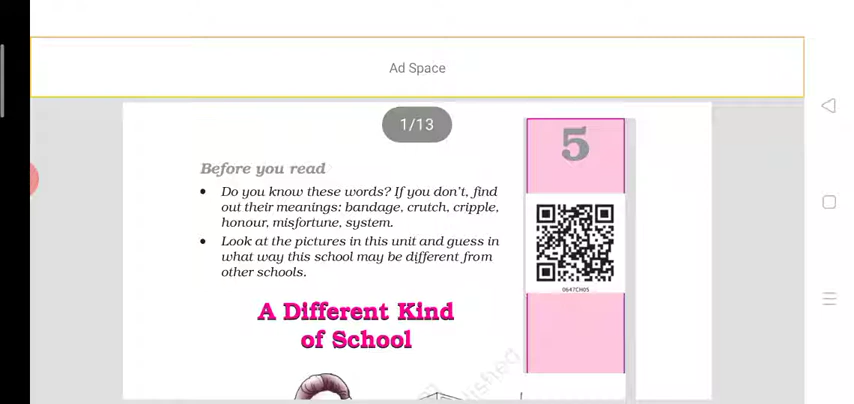 Ad Space
1/13
5
Before you read
• Do you know these words? If you don't, find
out their meanings: bandage, crutch, cripple,
honour, misfortune, system.
• Look at the pictures in this unit and guess in
what way this school may be different from
other schools.
0647CH05
A Different Kind
of School